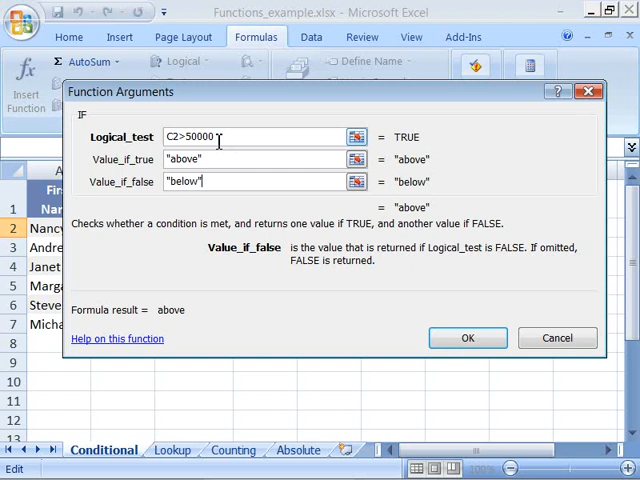 Functions_example.xlsx - Microsoft Excel
Home Insert Page Layout Formulas Data Review View Add-Ins
Insert
AutoSum
Logical
Function Arguments
IF
Logical_test C2>50000 = TRUE
Value_if_true "above" = "above"
Value_if_false "below" = "below"
= "above"
Checks whether a condition is met, and returns one value if TRUE, and another value if FALSE.
Value_if_false is the value that is returned if Logical_test is FALSE. If omitted,
FALSE is returned.
Formula result = above
Help on this function OK Cancel
A
1
2 Nancy
3 Andre
4 Janet
5 Marga
6 Steve
7 Micha
8
9
10
11
12
13
Conditional Lookup Counting Absolute
Edit 100%